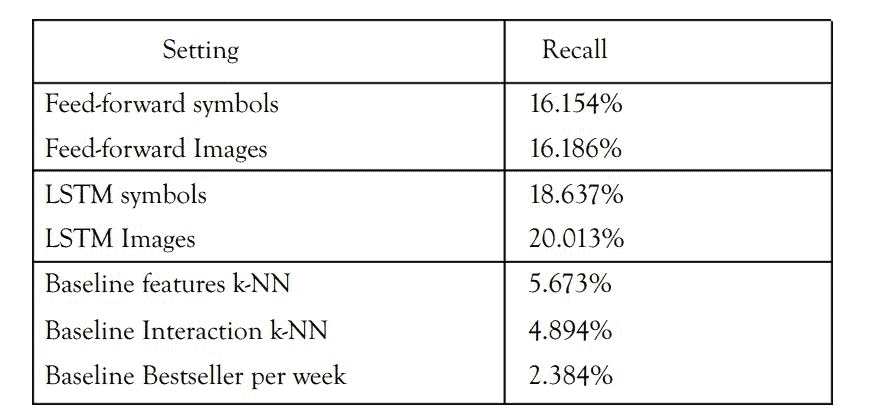 Setting Recall
Feed-forward symbols 16.154%
Feed-forward Images 16.186%
LSTM symbols 18.637%
LSTM Images 20.013%
Baseline features k-NN 5.673%
Baseline Interaction k-NN 4.894%
Baseline Bestseller per week 2.384%